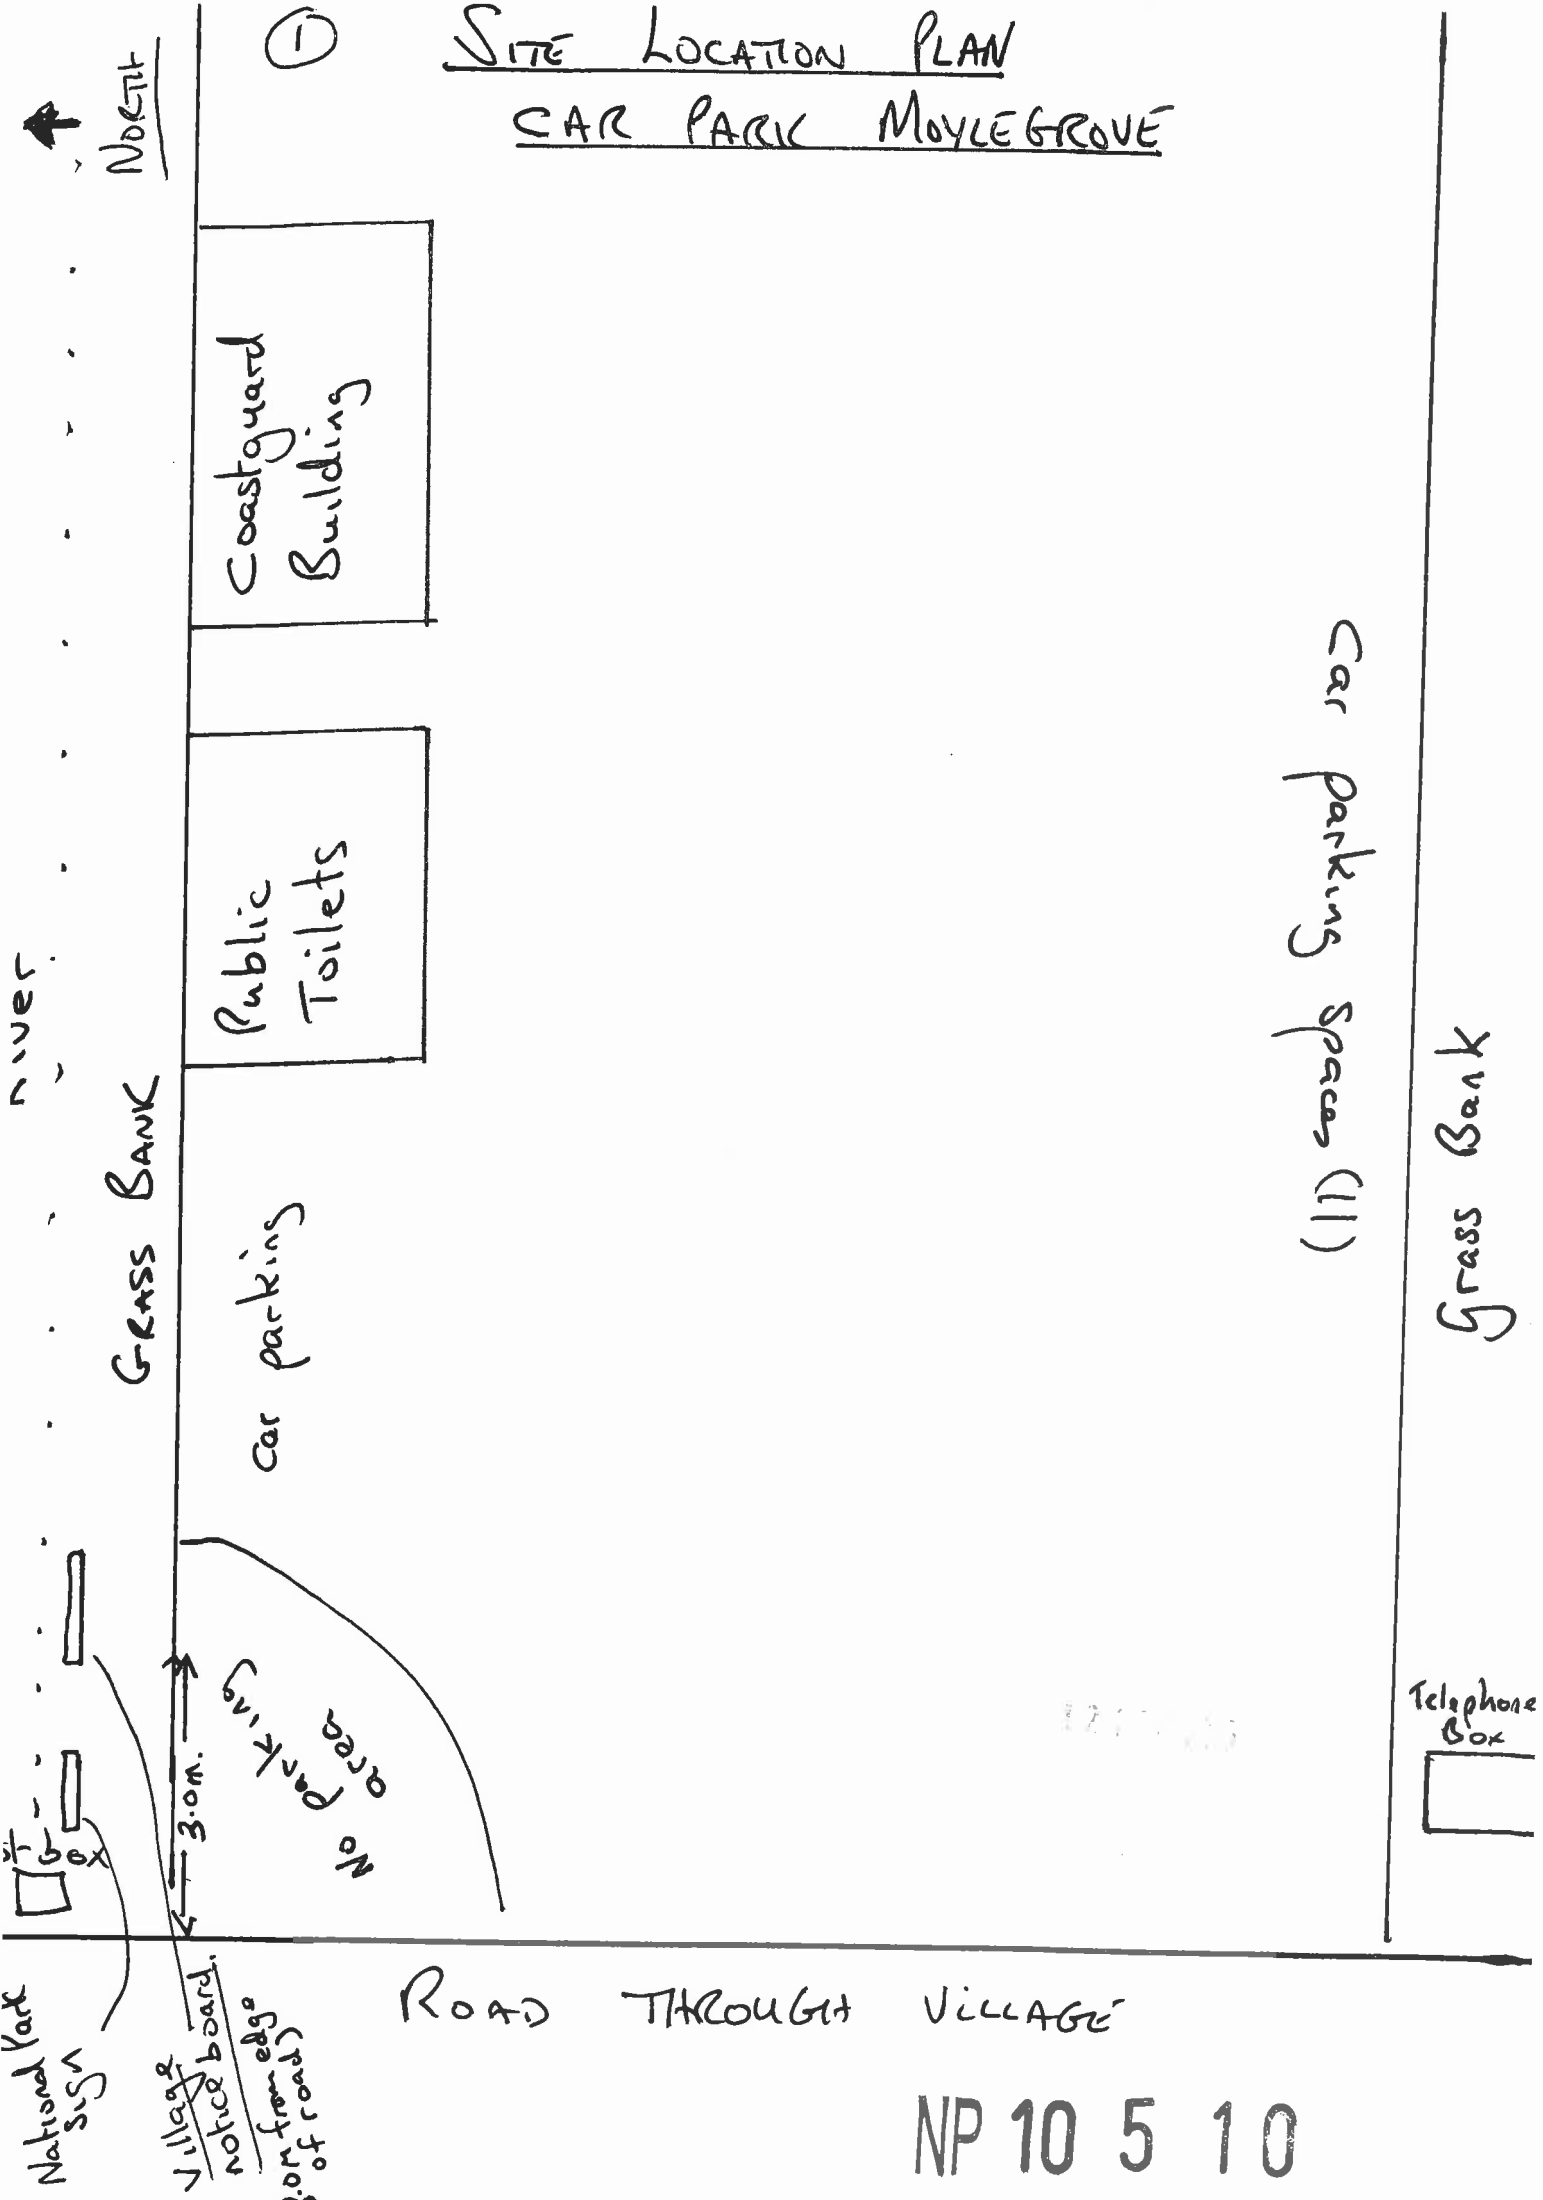 ①
SITE LOCATION PLAN
CAR PARK MOYLEGROVE
NORTH
Coastguard
Building
Public
Toilets
River
GRASS BANK
car parking
car parking spaces (11)
Grass Bank
No parking
area
3.0m.
Telephone
Box
box
National Park
Sign
Village
notice board.
3.0m from edge
of road)
ROAD THROUGH VILLAGE
NP 10 5 10